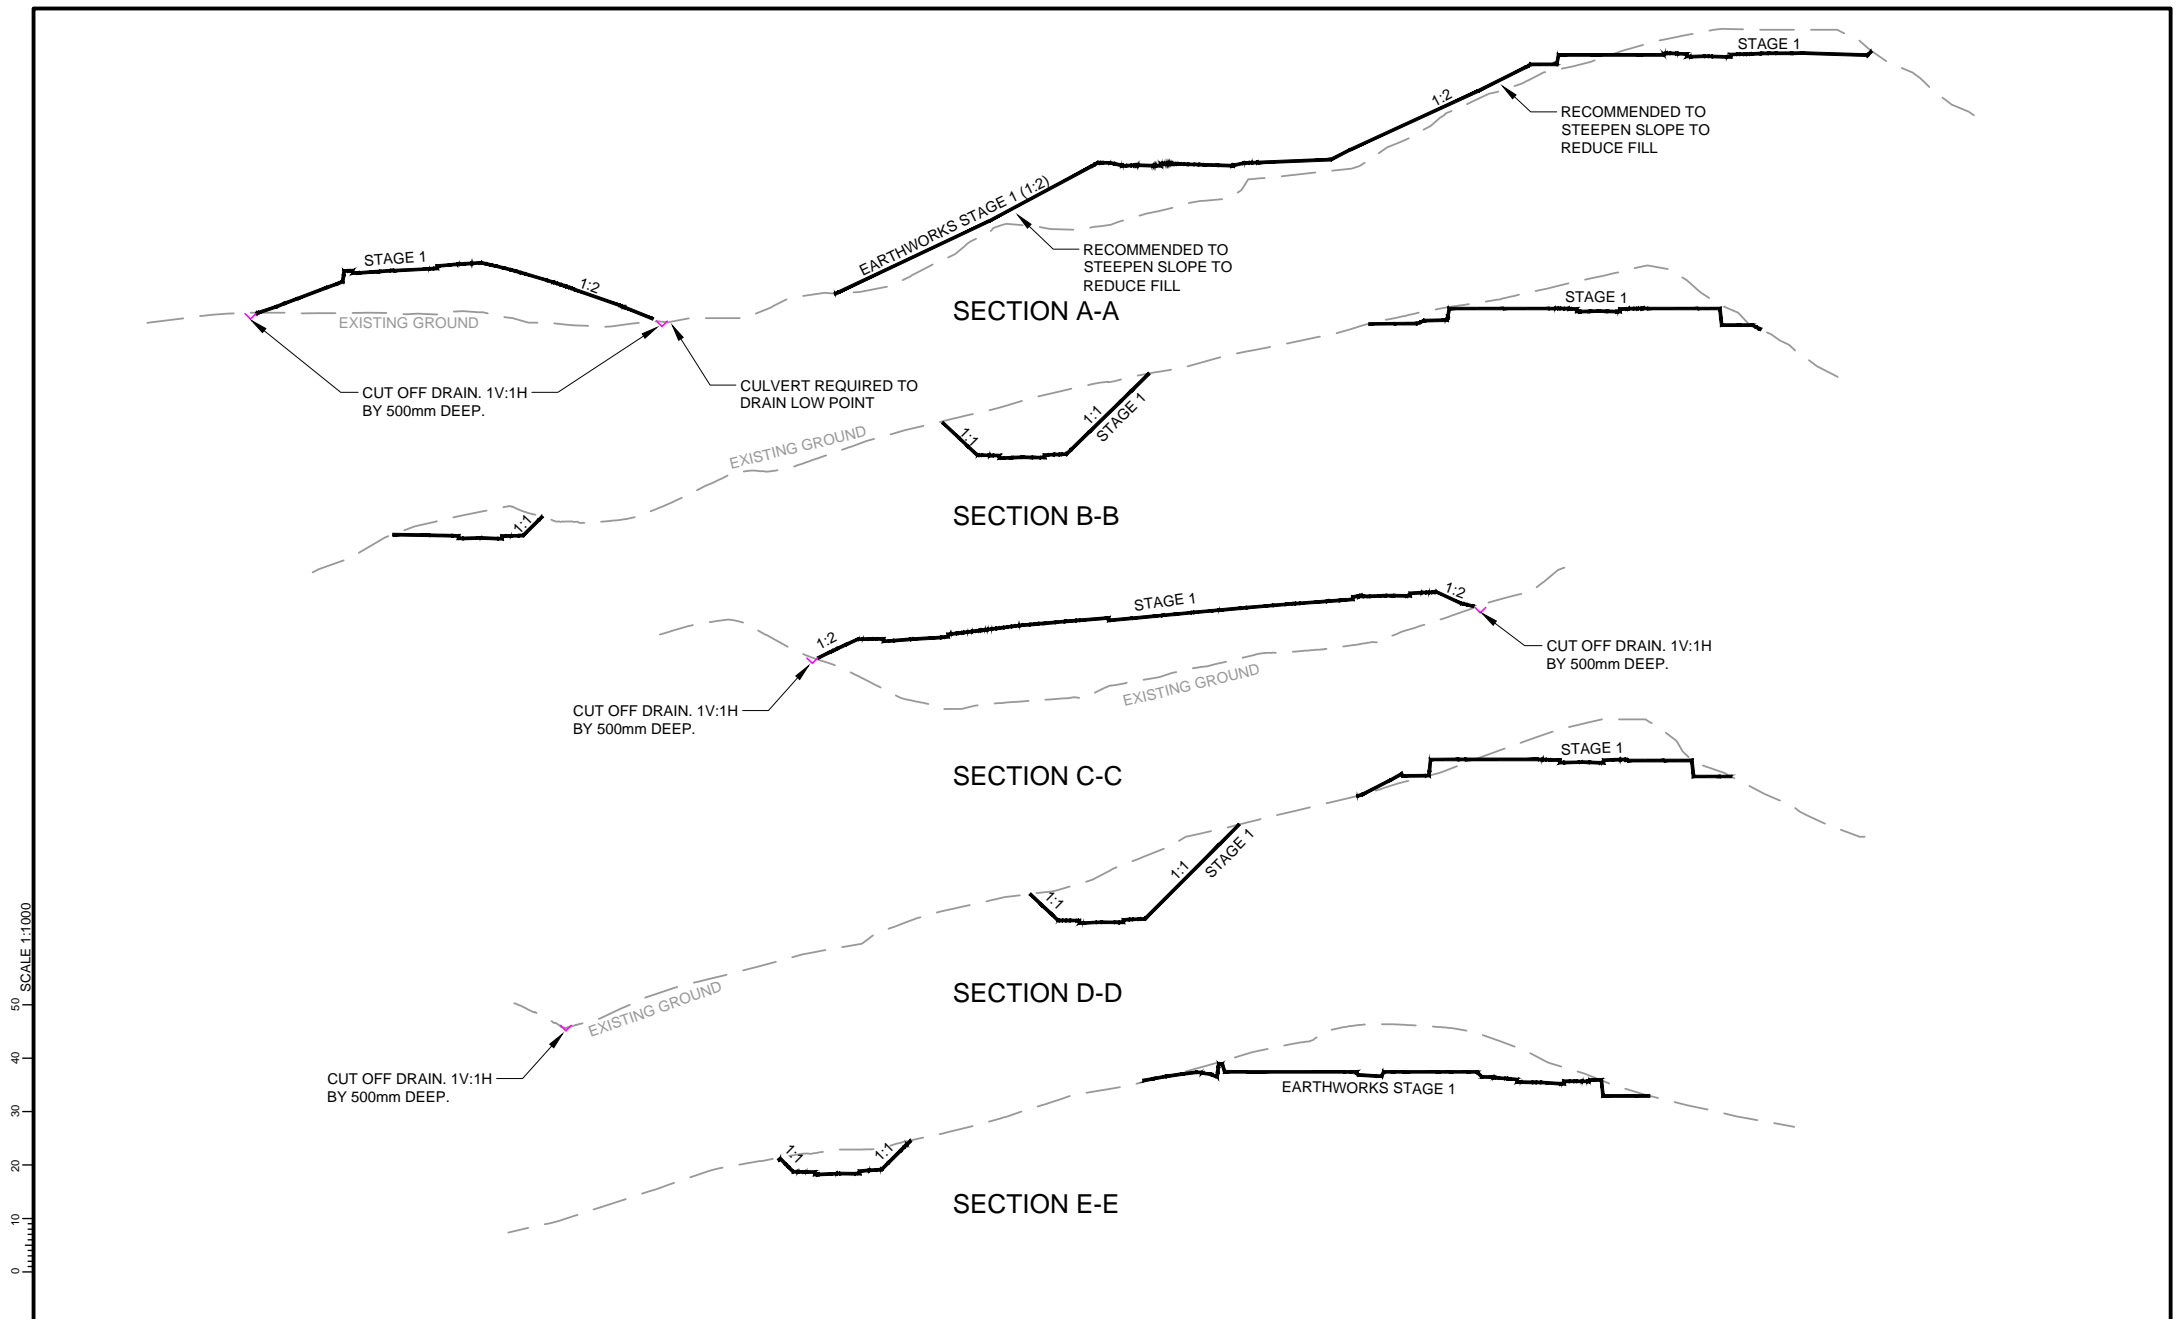 STAGE 1
1:2
RECOMMENDED TO
STEEPEN SLOPE TO
REDUCE FILL
EARTHWORKS STAGE 1 (1:2)
RECOMMENDED TO
STEEPEN SLOPE TO
REDUCE FILL
STAGE 1
1:2
EXISTING GROUND
SECTION A-A
CUT OFF DRAIN. 1V:1H
BY 500mm DEEP.
CULVERT REQUIRED TO
DRAIN LOW POINT
STAGE 1
1:1
STAGE 1
1:1
EXISTING GROUND
1:1
SECTION B-B
STAGE 1
1:2
1:2
EXISTING GROUND
CUT OFF DRAIN. 1V:1H
BY 500mm DEEP.
CUT OFF DRAIN. 1V:1H
BY 500mm DEEP.
SECTION C-C
STAGE 1
1:1
STAGE 1
1:1
EXISTING GROUND
SECTION D-D
CUT OFF DRAIN. 1V:1H
BY 500mm DEEP.
EARTHWORKS STAGE 1
1:1
1:1
SECTION E-E
SCALE 1:1000
50
40
30
20
10
0